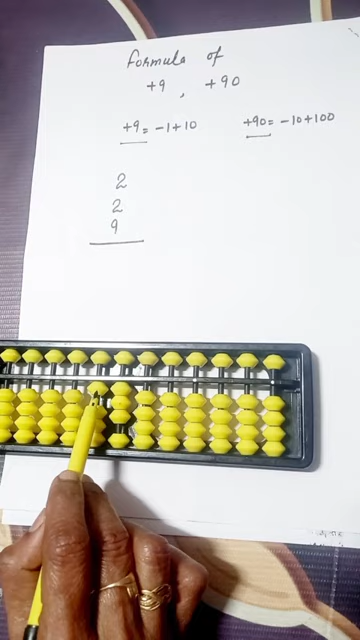 Formula of
+9 , +90
+9 = -1+10 +90 = -10+100
2
2
9